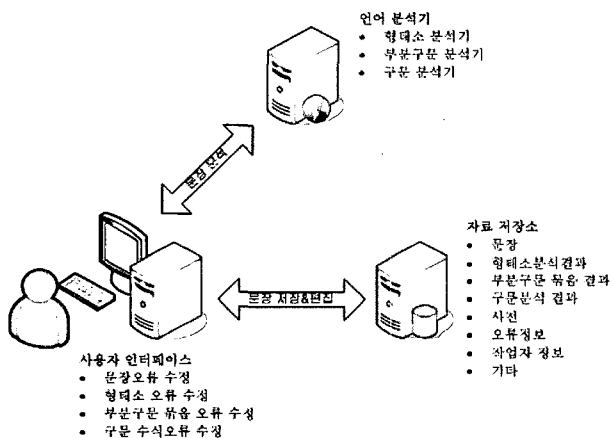 언어 분석기
• 형태소 분석기
• 부분구문 분석기
• 구문 분석기
문장 분석
자료 저장소
• 문장
• 형태소분석결과
• 부분구문 묶음 결과
• 구문분석 결과
• 사전
• 오류정보
• 작업자 정보
• 기타
문장 저장&편집
사용자 인터페이스
• 문장오류 수정
• 형태소 오류 수정
• 부분구문 묶음 오류 수정
• 구문 수식오류 수정